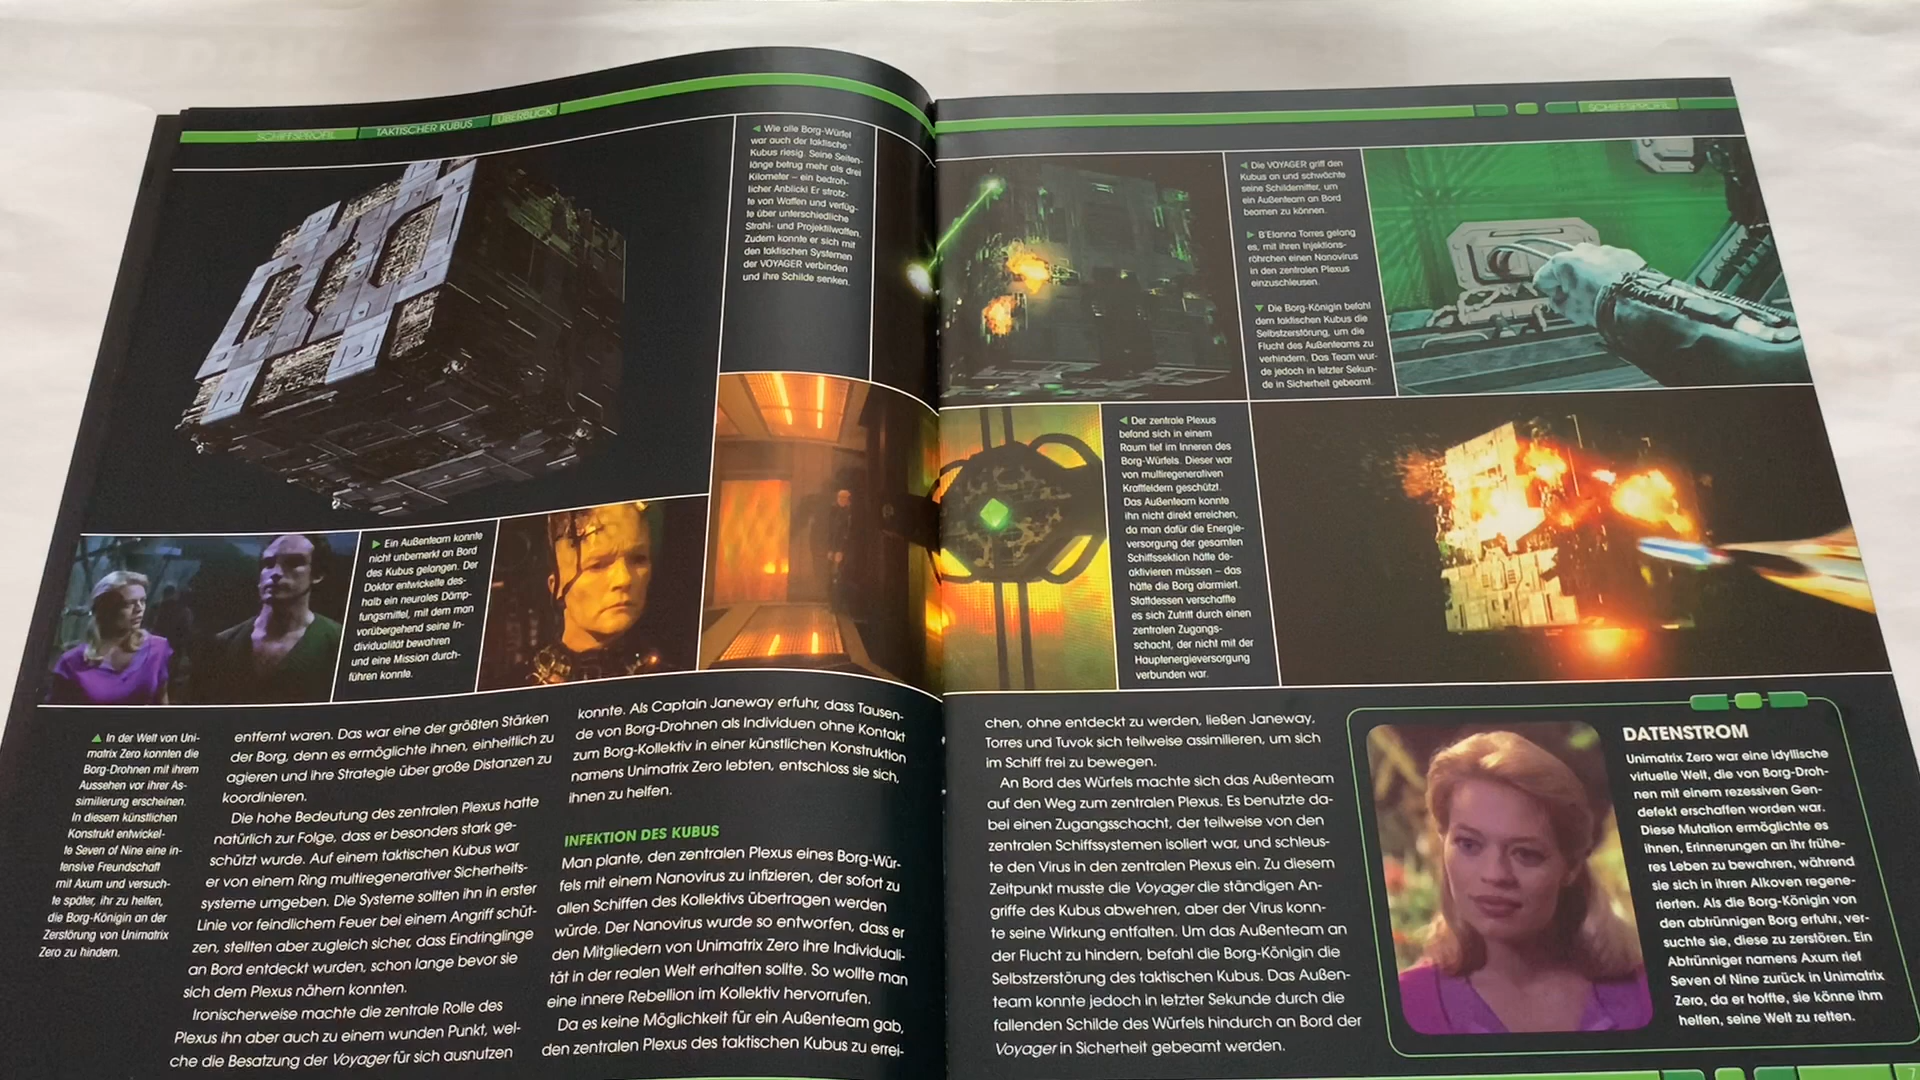 SCHIFFSPROFIL
TAKTISCHER KUBUS
ÜBERBLICK
◄ Wie alle Borg-Würfel
war auch der taktische
Kubus riesig. Seine Seiten-
länge betrug mehr als drei
Kilometer – ein bedroh-
licher Anblick! Er strotz-
te von Waffen und verfüg-
te über unterschiedliche
Strahl- und Projektilwaffen.
Zudem konnte er sich mit
den taktischen Systemen
der VOYAGER verbinden
und ihre Schilde senken.
► Ein Außenteam konnte
nicht unbemerkt an Bord
des Kubus gelangen. Der
Doktor entwickelte des-
halb ein neurales Dämp-
fungsmittel, mit dem man
vorübergehend seine In-
dividualität bewahren
und eine Mission durch-
führen konnte.
▲ In der Welt von Uni-
matrix Zero konnten die
Borg-Drohnen mit ihrem
Aussehen vor ihrer As-
similierung erscheinen.
In diesem künstlichen
Konstrukt entwickel-
te Seven of Nine eine in-
tensive Freundschaft
mit Axum und versuch-
te später, ihr zu helfen,
die Borg-Königin an der
Zerstörung von Unimatrix
Zero zu hindern.
entfernt waren. Das war eine der größten Stärken
der Borg, denn es ermöglichte ihnen, einheitlich zu
agieren und ihre Strategie über große Distanzen zu
koordinieren.
Die hohe Bedeutung des zentralen Plexus hatte
natürlich zur Folge, dass er besonders stark ge-
schützt wurde. Auf einem taktischen Kubus war
er von einem Ring multiregenerativer Sicherheits-
systeme umgeben. Die Systeme sollten ihn in erster
Linie vor feindlichem Feuer bei einem Angriff schüt-
zen, stellten aber zugleich sicher, dass Eindringlinge
an Bord entdeckt wurden, schon lange bevor sie
sich dem Plexus nähern konnten.
Ironischerweise machte die zentrale Rolle des
Plexus ihn aber auch zu einem wunden Punkt, wel-
che die Besatzung der Voyager für sich ausnutzen
konnte. Als Captain Janeway erfuhr, dass Tausen-
de von Borg-Drohnen als Individuen ohne Kontakt
zum Borg-Kollektiv in einer künstlichen Konstruktion
namens Unimatrix Zero lebten, entschloss sie sich,
ihnen zu helfen.
INFEKTION DES KUBUS
Man plante, den zentralen Plexus eines Borg-Wür-
fels mit einem Nanovirus zu infizieren, der sofort zu
allen Schiffen des Kollektivs übertragen werden
würde. Der Nanovirus wurde so entworfen, dass er
den Mitgliedern von Unimatrix Zero ihre Individuali-
tät in der realen Welt erhalten sollte. So wollte man
eine innere Rebellion im Kollektiv hervorrufen.
Da es keine Möglichkeit für ein Außenteam gab,
den zentralen Plexus des taktischen Kubus zu errei-
SCHIFFSPROFIL
◄ Die VOYAGER griff den
Kubus an und schwächte
seine Schildemitter, um
ein Außenteam an Bord
beamen zu können.
► B'Elanna Torres gelang
es, mit ihren Injektions-
röhrchen einen Nanovirus
in den zentralen Plexus
einzuschleusen.
▼ Die Borg-Königin befahl
dem taktischen Kubus die
Selbstzerstörung, um die
Flucht des Außenteams zu
verhindern. Das Team wur-
de jedoch in letzter Sekun-
de in Sicherheit gebeamt.
◄ Der zentrale Plexus
befand sich in einem
Raum tief im Inneren des
Borg-Würfels. Dieser war
von multiregenerativen
Kraftfeldern geschützt.
Das Außenteam konnte
ihn nicht direkt erreichen,
da man dafür die Energie-
versorgung der gesamten
Schiffssektion hätte de-
aktivieren müssen – das
hätte die Borg alarmiert.
Stattdessen verschaffte
es sich Zutritt durch einen
zentralen Zugangs-
schacht, der nicht mit der
Hauptenergieversorgung
verbunden war.
chen, ohne entdeckt zu werden, ließen Janeway,
Torres und Tuvok sich teilweise assimilieren, um sich
im Schiff frei zu bewegen.
An Bord des Würfels machte sich das Außenteam
auf den Weg zum zentralen Plexus. Es benutzte da-
bei einen Zugangsschacht, der teilweise von den
zentralen Schiffssystemen isoliert war, und schleus-
te den Virus in den zentralen Plexus ein. Zu diesem
Zeitpunkt musste die Voyager die ständigen An-
griffe des Kubus abwehren, aber der Virus konn-
te seine Wirkung entfalten. Um das Außenteam an
der Flucht zu hindern, befahl die Borg-Königin die
Selbstzerstörung des taktischen Kubus. Das Außen-
team konnte jedoch in letzter Sekunde durch die
fallenden Schilde des Würfels hindurch an Bord der
Voyager in Sicherheit gebeamt werden.
DATENSTROM
Unimatrix Zero war eine idyllische
virtuelle Welt, die von Borg-Droh-
nen mit einem rezessiven Gen-
defekt erschaffen worden war.
Diese Mutation ermöglichte es
ihnen, Erinnerungen an ihr frühe-
res Leben zu bewahren, während
sie sich in ihren Alkoven regene-
rierten. Als die Borg-Königin von
den abtrünnigen Borg erfuhr, ver-
suchte sie, diese zu zerstören. Ein
Abtrünniger namens Axum rief
Seven of Nine zurück in Unimatrix
Zero, da er hoffte, sie könne ihm
helfen, seine Welt zu retten.
7